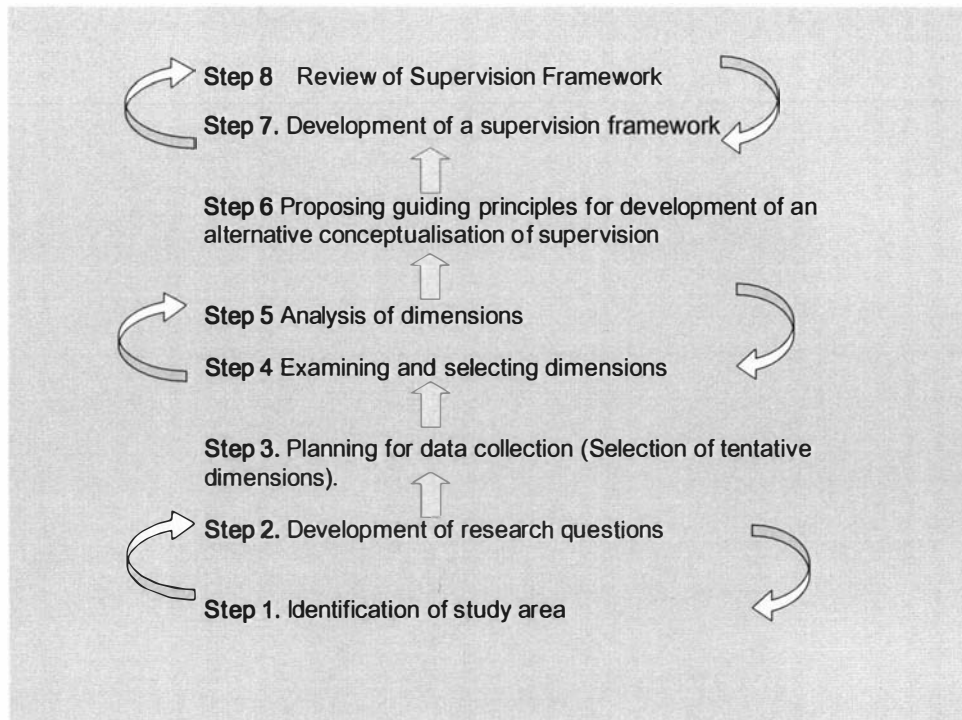 Step 8 Review of Supervision Framework
Step 7. Development of a supervision framework
Step 6 Proposing guiding principles for development of an
alternative conceptualisation of supervision
Step 5 Analysis of dimensions
Step 4 Examining and selecting dimensions
Step 3. Planning for data collection (Selection of tentative
dimensions).
Step 2. Development of research questions
Step 1. Identification of study area